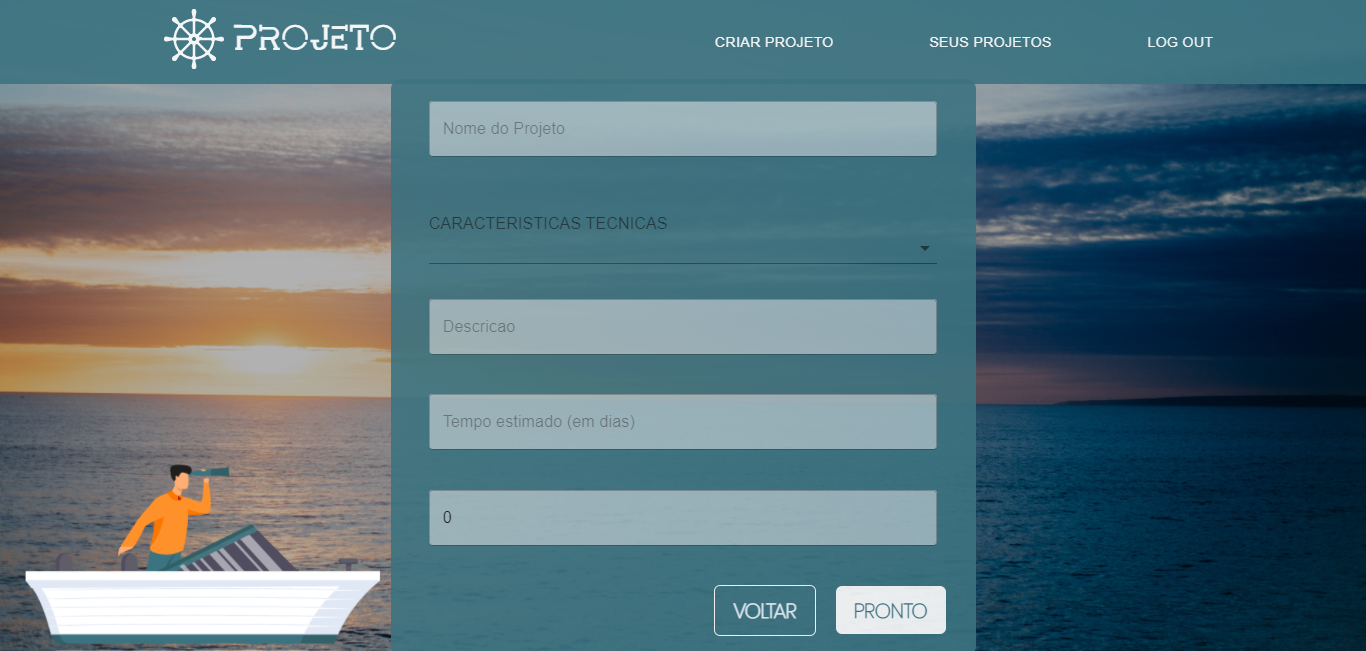 PROJETO
CRIAR PROJETO
SEUS PROJETOS
LOG OUT
Nome do Projeto
CARACTERISTICAS TECNICAS
Descricao
Tempo estimado (em dias)
0
VOLTAR
PRONTO